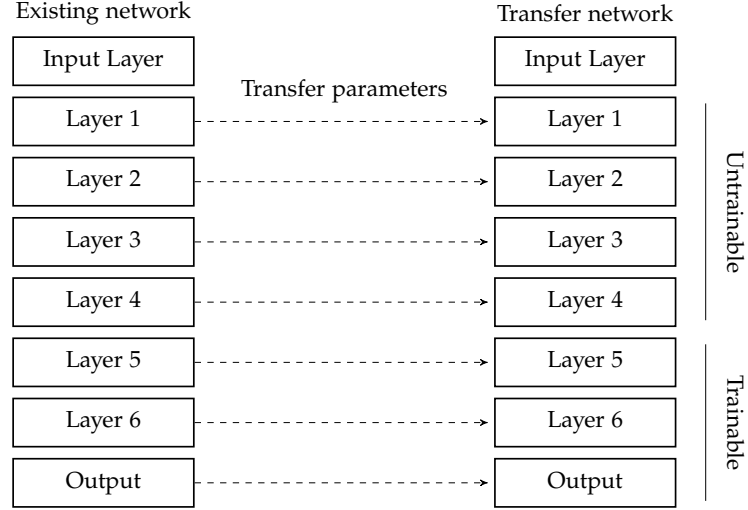 Existing network
Transfer network
Input Layer
Input Layer
Transfer parameters
Layer 1
Layer 1
Layer 2
Layer 2
Layer 3
Layer 3
Layer 4
Layer 4
Untrainable
Layer 5
Layer 5
Layer 6
Layer 6
Output
Output
Trainable